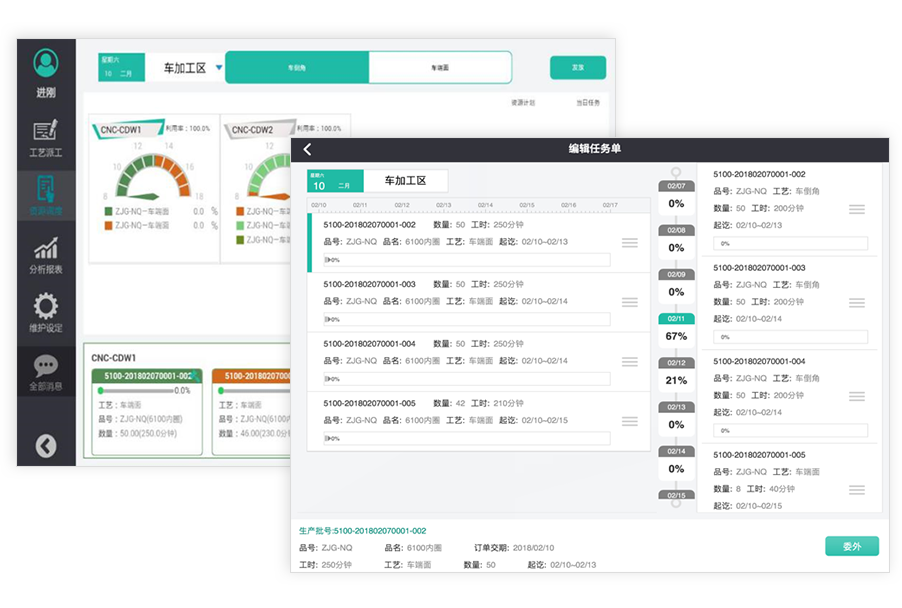 进刚
工艺派工
资源调度
分析报表
维护设定
全部消息
星期六
10 二月
车加工区
车倒角
车端面
发放
资源计划
当日任务
CNC-CDW1
利用率：100.0%
12
14
10
16
8
18
ZJG-NQ-车端面
0.0 %
ZJG-NQ-车端面
0.0 %
CNC-CDW2
利用率：100.0%
12
10
8
ZJG-NQ-车
ZJG-NQ-车
ZJG-NQ-车
CNC-CDW1
5100-201802070001-002
0.0%
工艺：车端面
品号：ZJG-NQ(6100内圈)
数量：50.00(250.0分钟)
5100-201802070001
工艺：车端面
品号：ZJG-NQ(6100
数量：46.00(230.0分
编辑任务单
星期六
10 二月
车加工区
02/10 02/11 02/12 02/13 02/14 02/15 02/16 02/17
5100-201802070001-002 数量: 50 工时: 250分钟
品号: ZJG-NQ 品名: 6100内圈 工艺: 车端面 起讫: 02/10~02/13
0%
5100-201802070001-003 数量: 50 工时: 250分钟
品号: ZJG-NQ 品名: 6100内圈 工艺: 车端面 起讫: 02/10~02/14
0%
5100-201802070001-004 数量: 50 工时: 250分钟
品号: ZJG-NQ 品名: 6100内圈 工艺: 车端面 起讫: 02/10~02/14
0%
5100-201802070001-005 数量: 42 工时: 210分钟
品号: ZJG-NQ 品名: 6100内圈 工艺: 车端面 起讫: 02/10~02/15
0%
02/07
0%
02/08
0%
02/09
0%
02/11
67%
02/12
21%
02/13
0%
02/14
0%
02/15
5100-201802070001-002
品号: ZJG-NQ 工艺: 车倒角
数量: 50 工时: 200分钟
起讫: 02/10~02/13
0%
5100-201802070001-003
品号: ZJG-NQ 工艺: 车倒角
数量: 50 工时: 200分钟
起讫: 02/10~02/14
0%
5100-201802070001-004
品号: ZJG-NQ 工艺: 车倒角
数量: 50 工时: 200分钟
起讫: 02/10~02/14
0%
5100-201802070001-005
品号: ZJG-NQ 工艺: 车端面
数量: 8 工时: 40分钟
起讫: 02/10~02/15
生产批号:5100-201802070001-002
品号: ZJG-NQ 品名: 6100内圈 订单交期: 2018/02/10
工时: 250分钟 工艺: 车端面 数量: 50 起讫: 02/10~02/13
委外